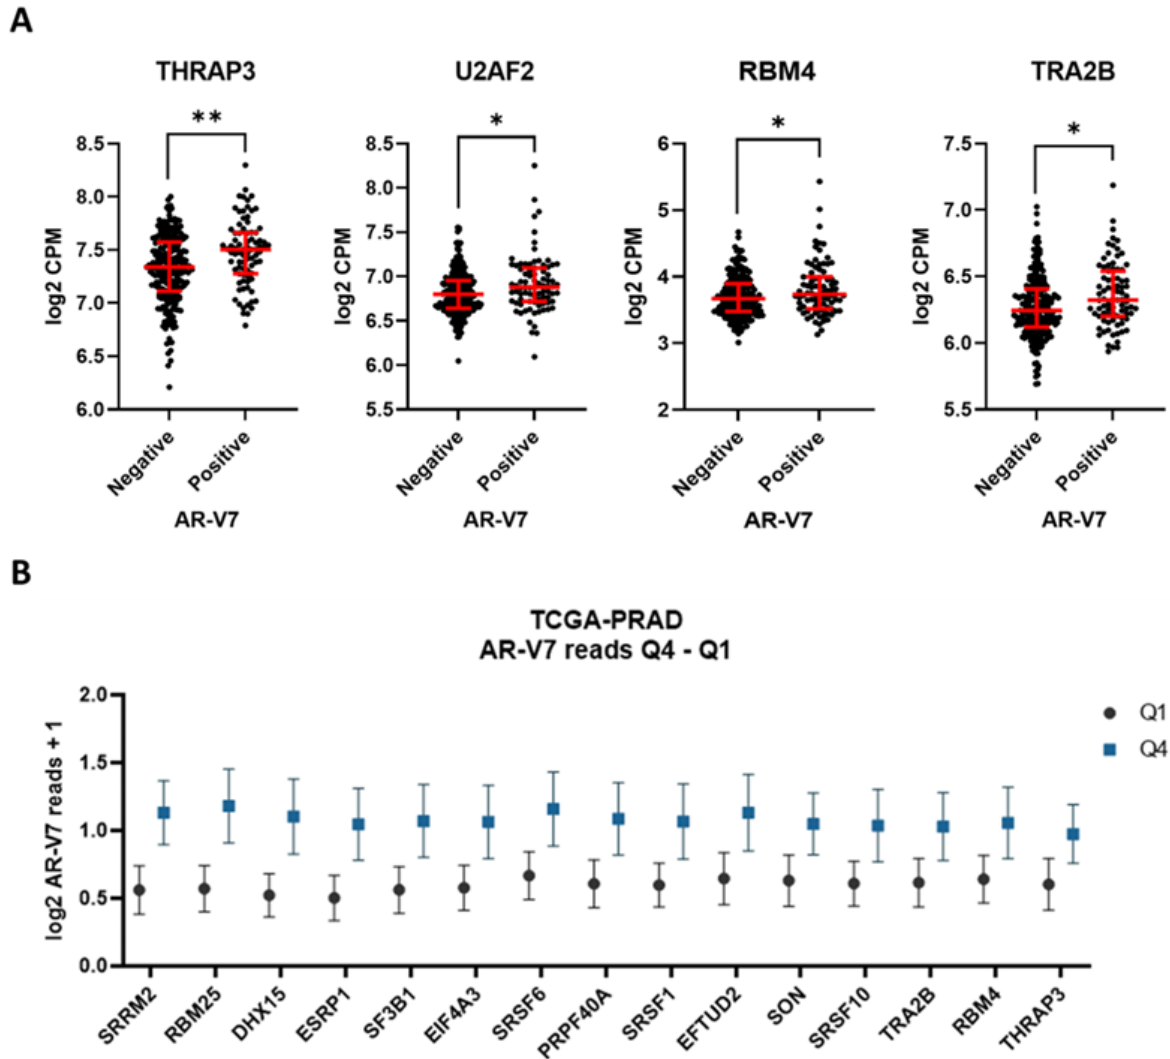 A
THRAP3
U2AF2
RBM4
TRA2B
**
*
*
*
log2 CPM
8.5
8.0
7.5
7.0
6.5
6.0
Negative
Positive
AR-V7
log2 CPM
8.5
8.0
7.5
7.0
6.5
6.0
5.5
Negative
Positive
AR-V7
log2 CPM
6
5
4
3
2
Negative
Positive
AR-V7
log2 CPM
7.5
7.0
6.5
6.0
5.5
Negative
Positive
AR-V7
B
TCGA-PRAD
AR-V7 reads Q4 - Q1
log2 AR-V7 reads + 1
2.0
1.5
1.0
0.5
0.0
Q1
Q4
SRRM2
RBM25
DHX15
ESRP1
SF3B1
EIF4A3
SRSF6
PRPF40A
SRSF1
EFTUD2
SON
SRSF10
TRA2B
RBM4
THRAP3